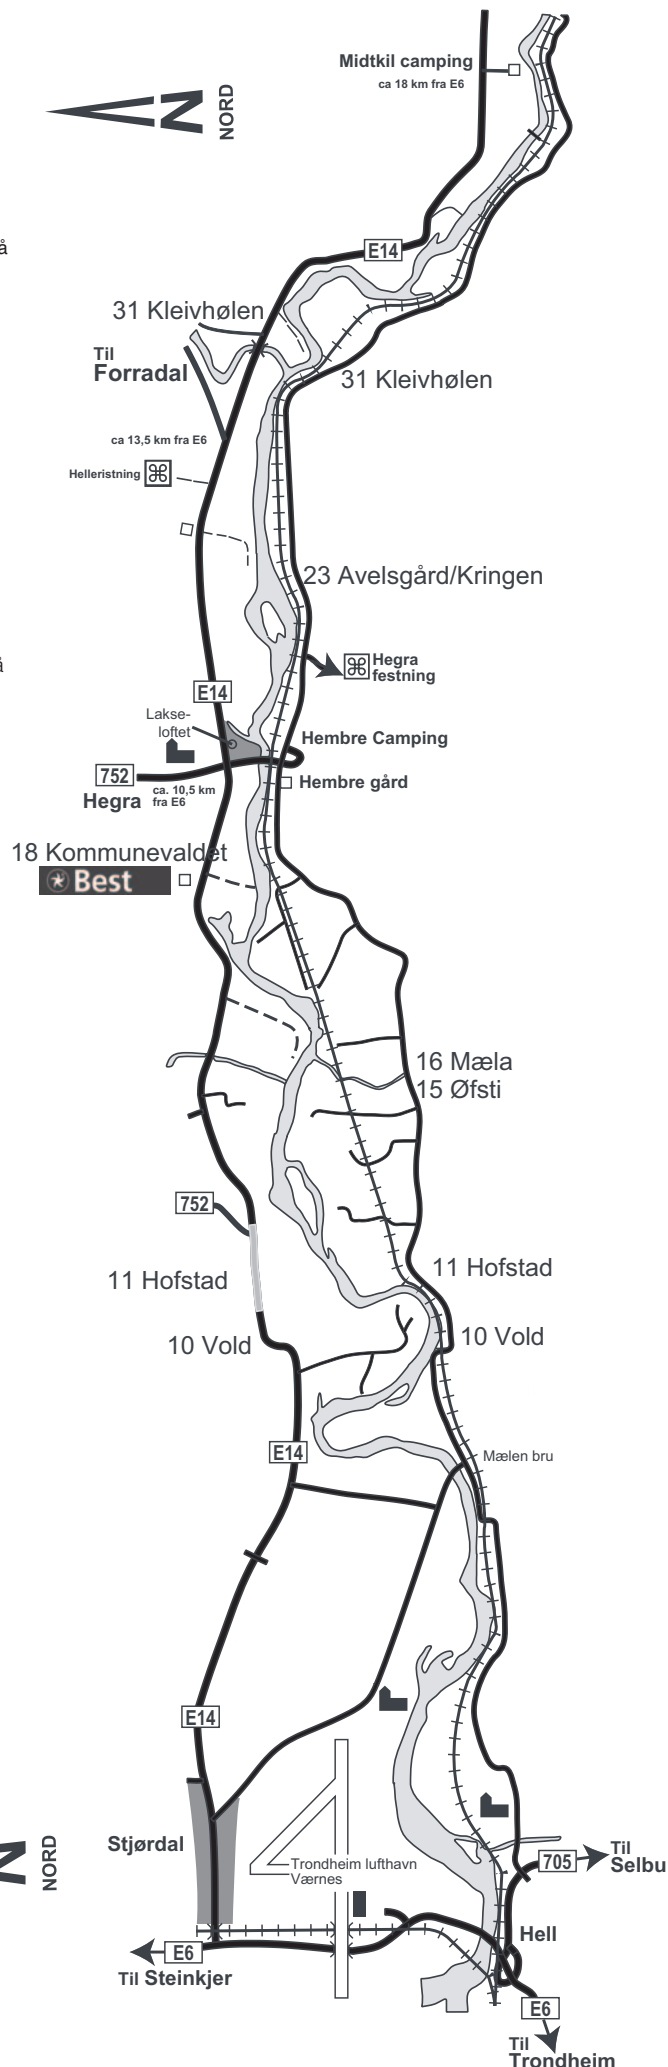 Midtkil camping
ca 18 km fra E6
N
NORD
å
E14
31 Kleivhølen
Til
Forradal
31 Kleivhølen
ca 13,5 km fra E6
Helleristning
23 Avelsgård/Kringen
å
Hegra
festning
E14
Lakse-
loftet
Hembre Camping
752
Hegra
ca. 10,5 km
fra E6
Hembre gård
18 Kommunevaldet
Best
16 Mæla
15 Øfsti
752
11 Hofstad
11 Hofstad
10 Vold
10 Vold
E14
Mælen bru
E14
Stjørdal
N
NORD
Trondheim lufthavn
Værnes
705
Til
Selbu
Hell
E6
Til Steinkjer
E6
Til
Trondheim